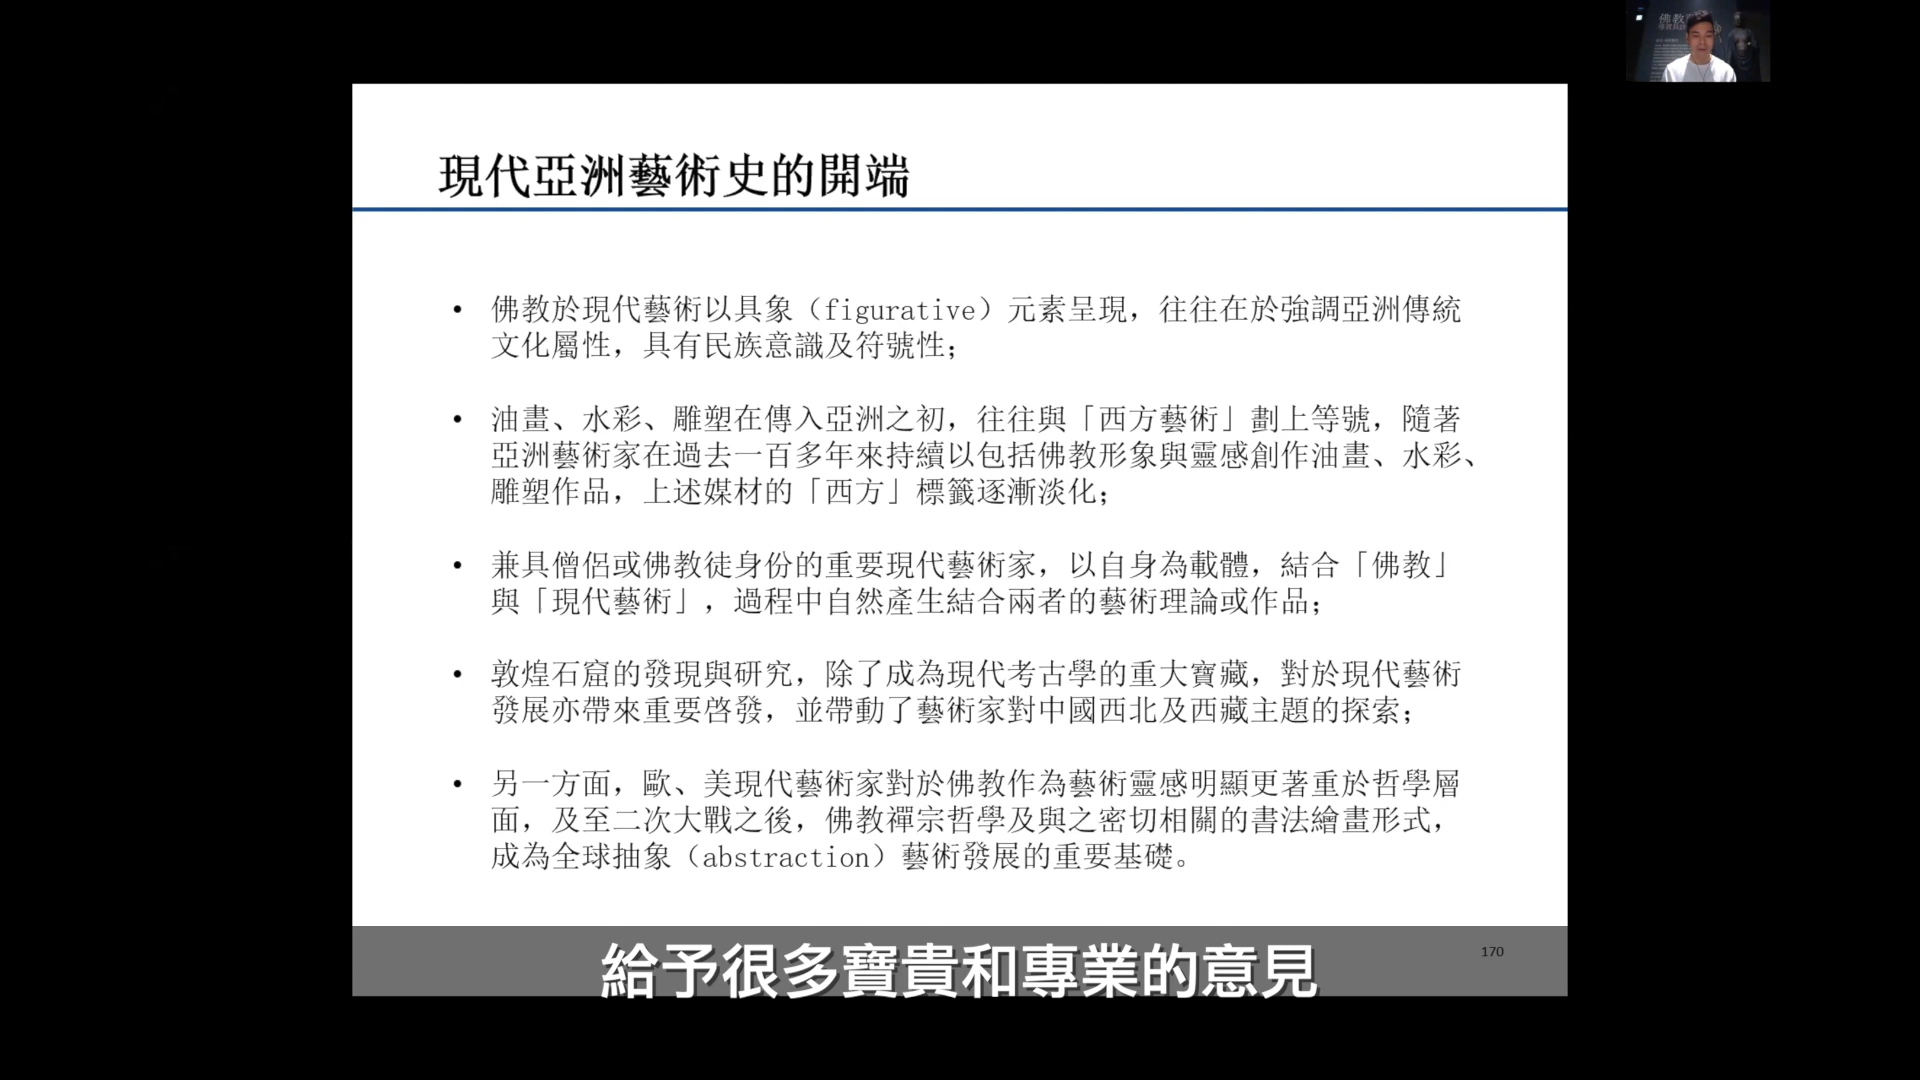 佛教
現代亞洲藝術史的開端
• 佛教於現代藝術以具象（figurative）元素呈現，往往在於強調亞洲傳統
文化屬性，具有民族意識及符號性；
• 油畫、水彩、雕塑在傳入亞洲之初，往往與「西方藝術」劃上等號，隨著
亞洲藝術家在過去一百多年來持續以包括佛教形象與靈感創作油畫、水彩、
雕塑作品，上述媒材的「西方」標籤逐漸淡化；
• 兼具僧侶或佛教徒身份的重要現代藝術家，以自身為載體，結合「佛教」
與「現代藝術」，過程中自然產生結合兩者的藝術理論或作品；
• 敦煌石窟的發現與研究，除了成為現代考古學的重大寶藏，對於現代藝術
發展亦帶來重要啓發，並帶動了藝術家對中國西北及西藏主題的探索；
• 另一方面，歐、美現代藝術家對於佛教作為藝術靈感明顯更著重於哲學層
面，及至二次大戰之後，佛教禪宗哲學及與之密切相關的書法繪畫形式，
成為全球抽象（abstraction）藝術發展的重要基礎。
170
給予很多寶貴和專業的意見